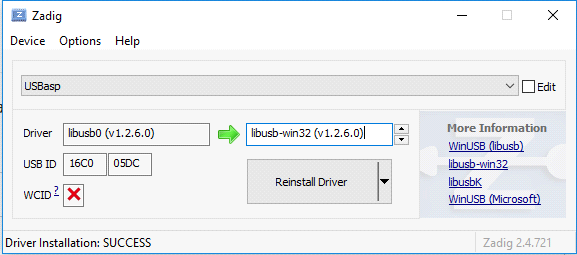 Zadig
Device Options Help
USBasp
Edit
Driver libusb0 (v1.2.6.0) libusb-win32 (v1.2.6.0)
USB ID 16C0 05DC
WCID ?
Reinstall Driver
More Information
WinUSB (libusb)
libusb-win32
libusbK
WinUSB (Microsoft)
Driver Installation: SUCCESS
Zadig 2.4.721